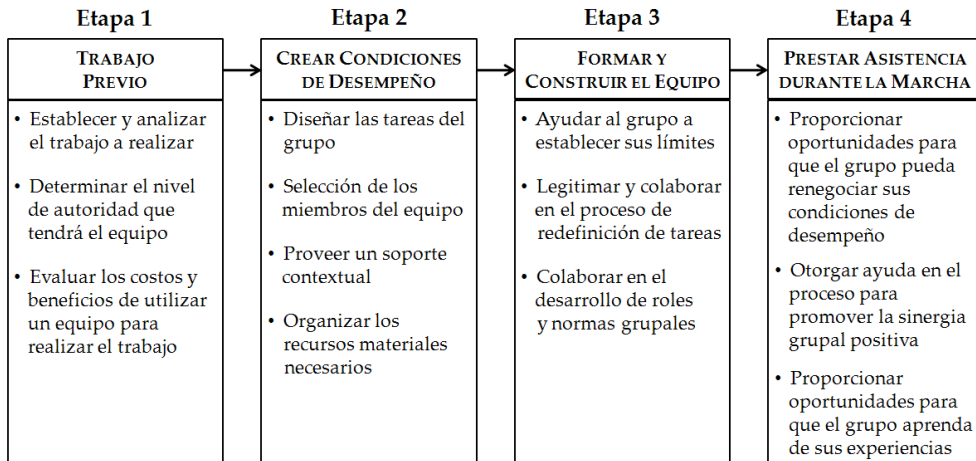 Etapa 1
TRABAJO
PREVIO
• Establecer y analizar
el trabajo a realizar
• Determinar el nivel
de autoridad que
tendrá el equipo
• Evaluar los costos y
beneficios de utilizar
un equipo para
realizar el trabajo
Etapa 2
CREAR CONDICIONES
DE DESEMPEÑO
• Diseñar las tareas del
grupo
• Selección de los
miembros del equipo
• Proveer un soporte
contextual
• Organizar los
recursos materiales
necesarios
Etapa 3
FORMAR Y
CONSTRUIR EL EQUIPO
• Ayudar al grupo a
establecer sus límites
• Legitimar y colaborar
en el proceso de
redefinición de tareas
• Colaborar en el
desarrollo de roles
y normas grupales
Etapa 4
PRESTAR ASISTENCIA
DURANTE LA MARCHA
• Proporcionar
oportunidades para
que el grupo pueda
renegociar sus
condiciones de
desempeño
• Otorgar ayuda en el
proceso para
promover la sinergia
grupal positiva
• Proporcionar
oportunidades para
que el grupo aprenda
de sus experiencias